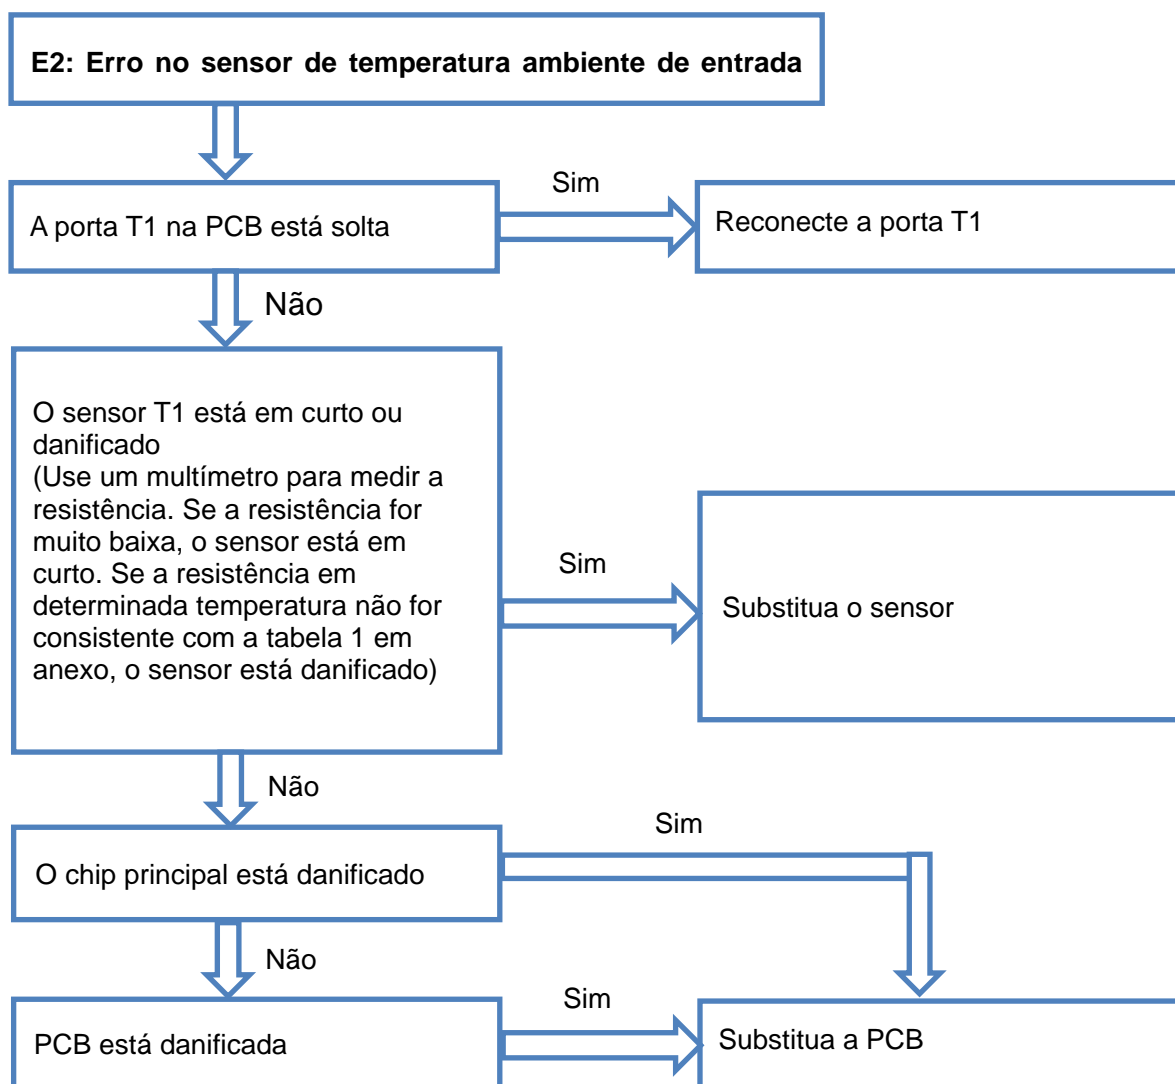 E2: Erro no sensor de temperatura ambiente de entrada
Sim
A porta T1 na PCB está solta
Reconecte a porta T1
Não
O sensor T1 está em curto ou
danificado
(Use um multímetro para medir a
resistência. Se a resistência for
muito baixa, o sensor está em
curto. Se a resistência em
determinada temperatura não for
consistente com a tabela 1 em
anexo, o sensor está danificado)
Sim
Substitua o sensor
Não
Sim
O chip principal está danificado
Não
Sim
PCB está danificada
Substitua a PCB